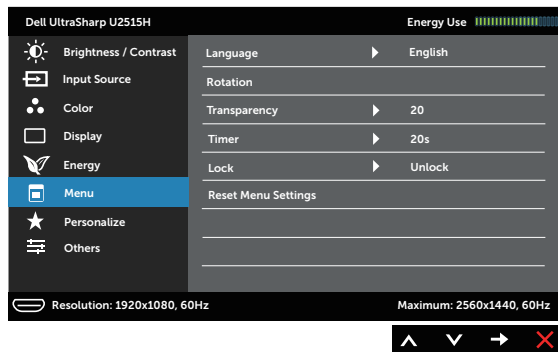 Dell UltraSharp U2515H Energy Use
Brightness / Contrast
Input Source
Color
Display
Energy
Menu
Personalize
Others
Language English
Rotation
Transparency 20
Timer 20s
Lock Unlock
Reset Menu Settings
Resolution: 1920x1080, 60Hz Maximum: 2560x1440, 60Hz